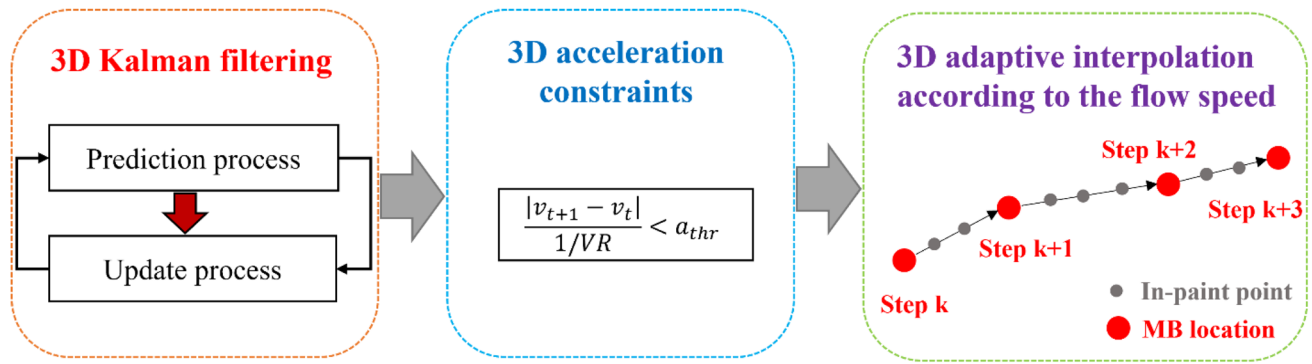 3D Kalman filtering
Prediction process
Update process
3D acceleration
constraints
|v_{t+1} − v_t|
1/VR
< a_{thr}
3D adaptive interpolation
according to the flow speed
Step k+2
Step k+3
Step k+1
Step k
In-paint point
MB location